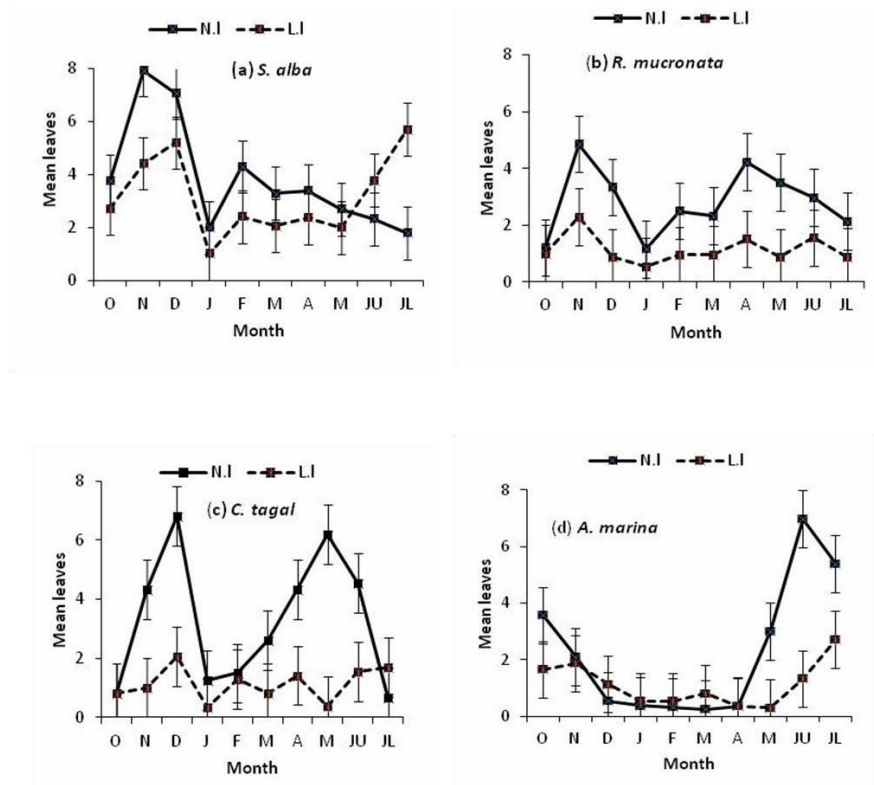 N.I L.I
(a) S. alba
8
6
4
2
0
Mean leaves
O N D J F M A M JU JL
Month
N.I L.I
(b) R. mucronata
8
6
4
2
0
Mean leaves
O N D J F M A M JU JL
Month
N.I L.I
(c) C. tagal
8
6
4
2
0
Mean leaves
O N D J F M A M JU JL
Month
N.I L.I
(d) A. marina
8
6
4
2
0
Mean leaves
O N D J F M A M JU JL
Month